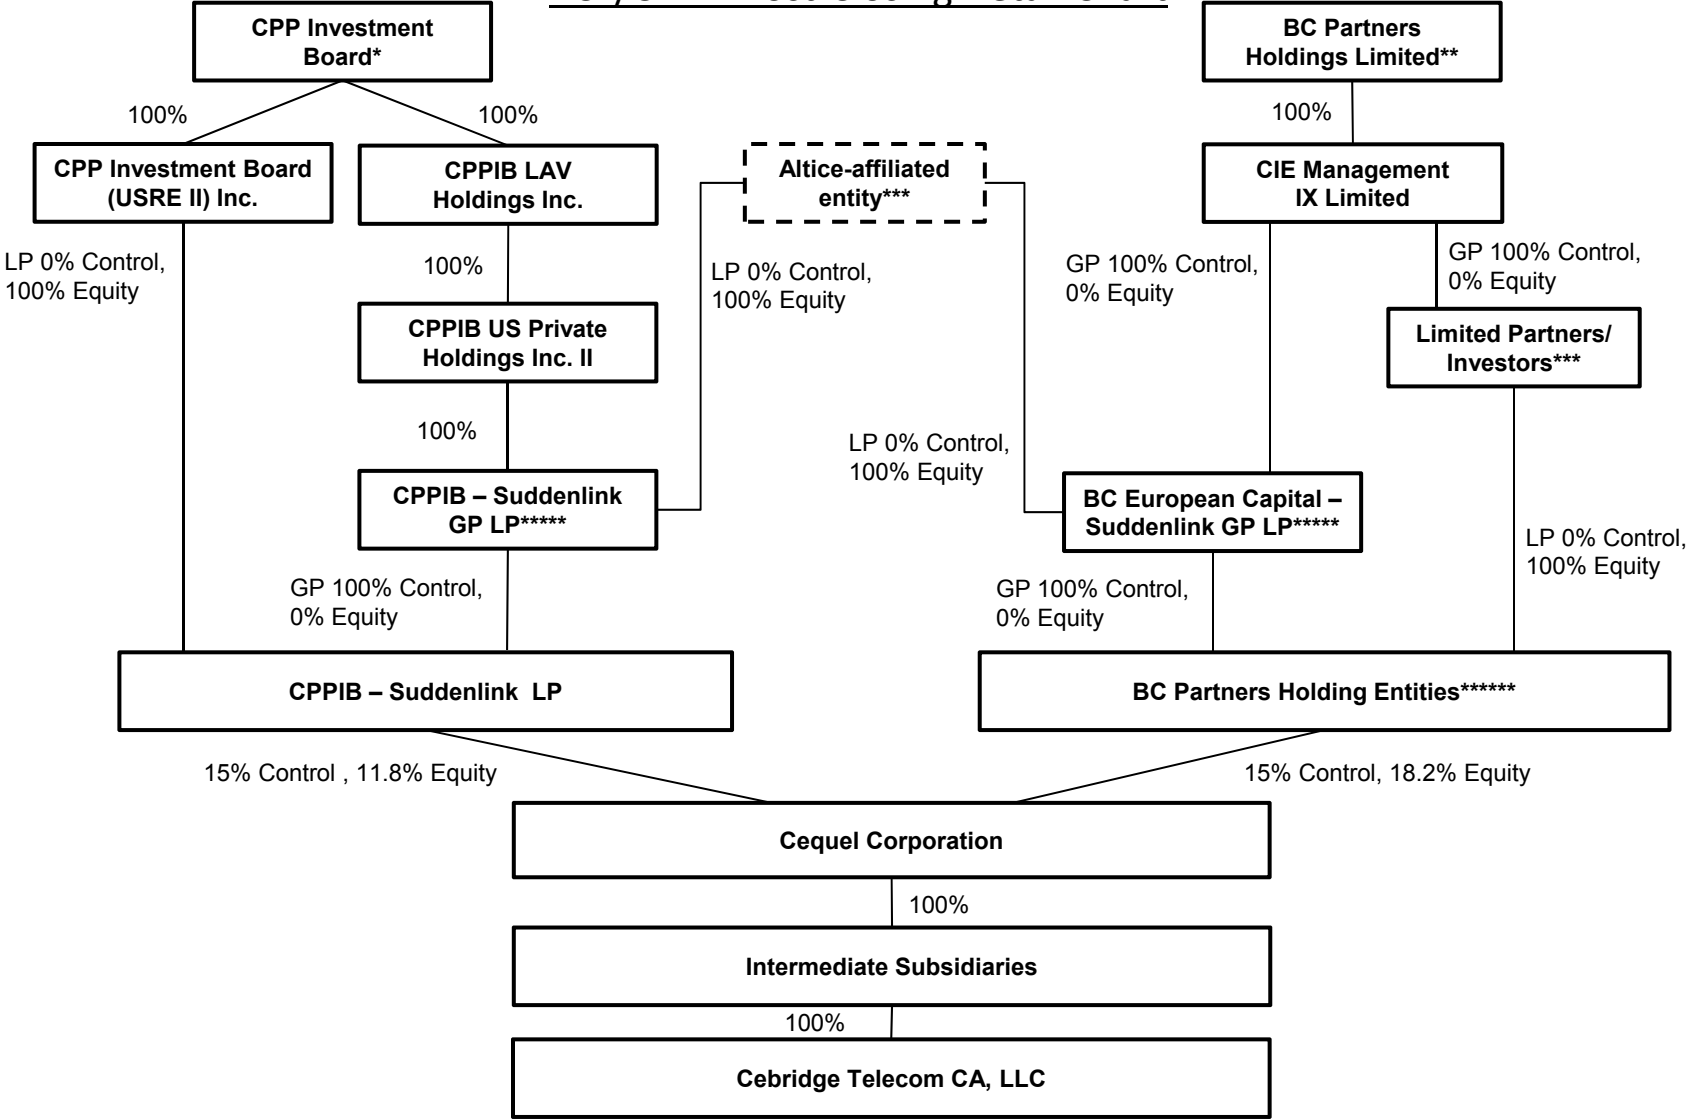 CPP Investment
Board*
BC Partners
Holdings Limited**
100%
100%
100%
CPP Investment Board
(USRE II) Inc.
CPPIB LAV
Holdings Inc.
Altice-affiliated
entity***
CIE Management
IX Limited
LP 0% Control,
100% Equity
100%
LP 0% Control,
100% Equity
GP 100% Control,
0% Equity
GP 100% Control,
0% Equity
CPPIB US Private
Holdings Inc. II
Limited Partners/
Investors***
100%
LP 0% Control,
100% Equity
CPPIB – Suddenlink
GP LP*****
BC European Capital –
Suddenlink GP LP*****
GP 100% Control,
0% Equity
GP 100% Control,
0% Equity
LP 0% Control,
100% Equity
CPPIB – Suddenlink LP
BC Partners Holding Entities******
15% Control , 11.8% Equity
15% Control, 18.2% Equity
Cequel Corporation
100%
Intermediate Subsidiaries
100%
Cebridge Telecom CA, LLC